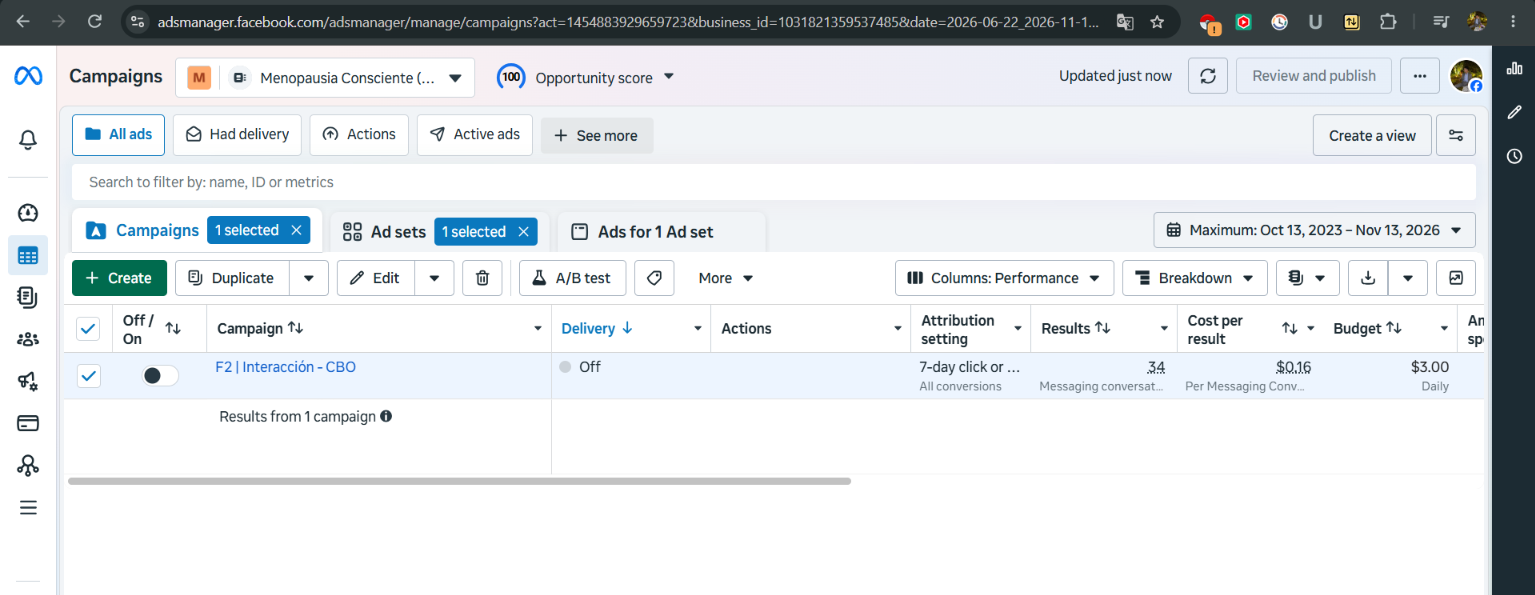 adsmanager.facebook.com/adsmanager/manage/campaigns?act=1454883929659723&business_id=1031821359537485&date=2026-06-22_2026-11-1...
Campaigns
M
Menopausia Consciente (...
100
Opportunity score
Updated just now
Review and publish
All ads
Had delivery
Actions
Active ads
+ See more
Create a view
Search to filter by: name, ID or metrics
Campaigns
1 selected
Ad sets
1 selected
Ads for 1 Ad set
Maximum: Oct 13, 2023 – Nov 13, 2026
+ Create
Duplicate
Edit
A/B test
More
Columns: Performance
Breakdown
Off / On
Campaign
Delivery
Actions
Attribution setting
Results
Cost per result
Budget
F2 | Interacción - CBO
Off
7-day click or ...
All conversions
34
Messaging conversat...
$0.16
Per Messaging Conv...
$3.00
Daily
Results from 1 campaign